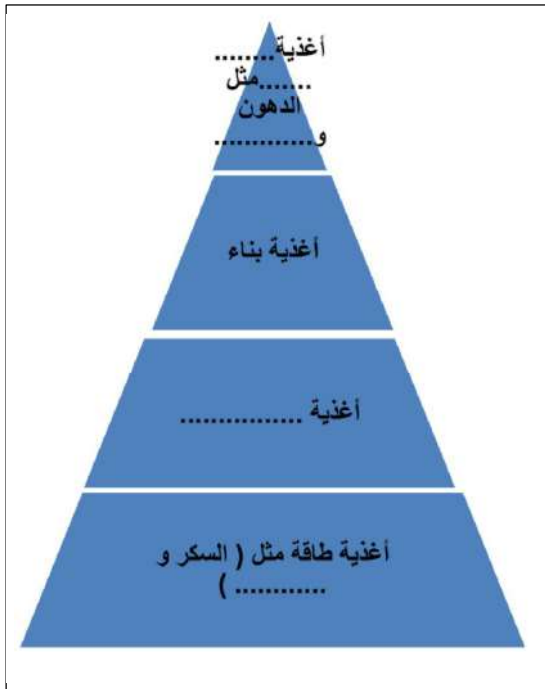 أغذية........
.......مثل
الدهون
و.............
أغذية بناء
أغذية ................
أغذية طاقة مثل ( السكر و
............ )